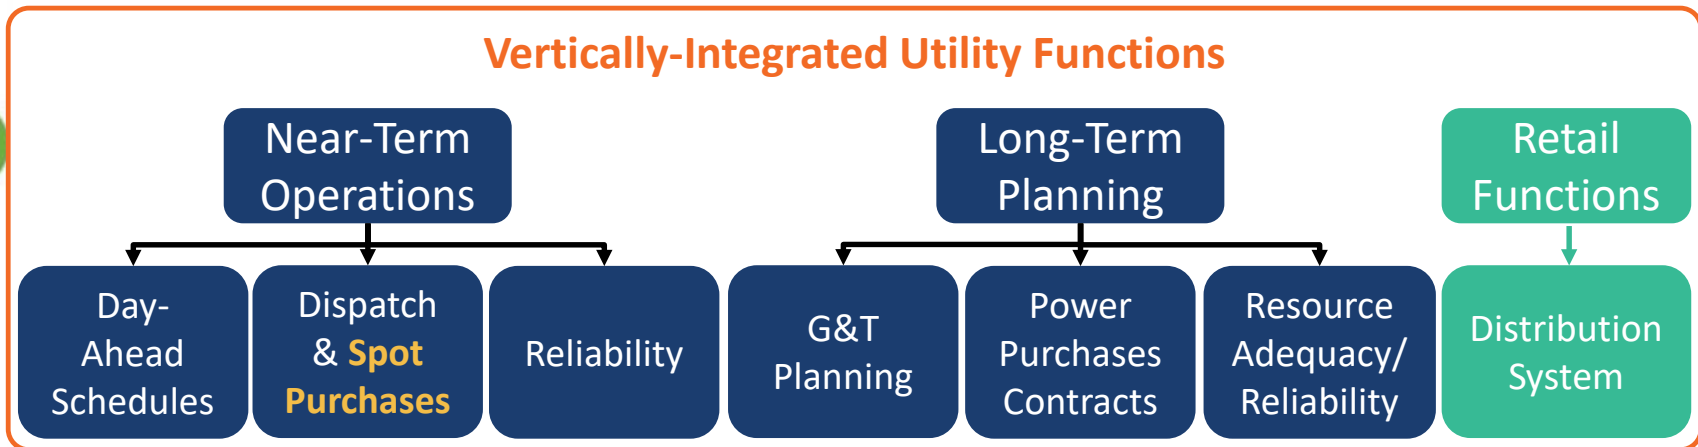 Vertically-Integrated Utility Functions
Near-Term
Operations
Long-Term
Planning
Retail
Functions
Day-
Ahead
Schedules
Dispatch
& Spot
Purchases
Reliability
G&T
Planning
Power
Purchases
Contracts
Resource
Adequacy/
Reliability
Distribution
System